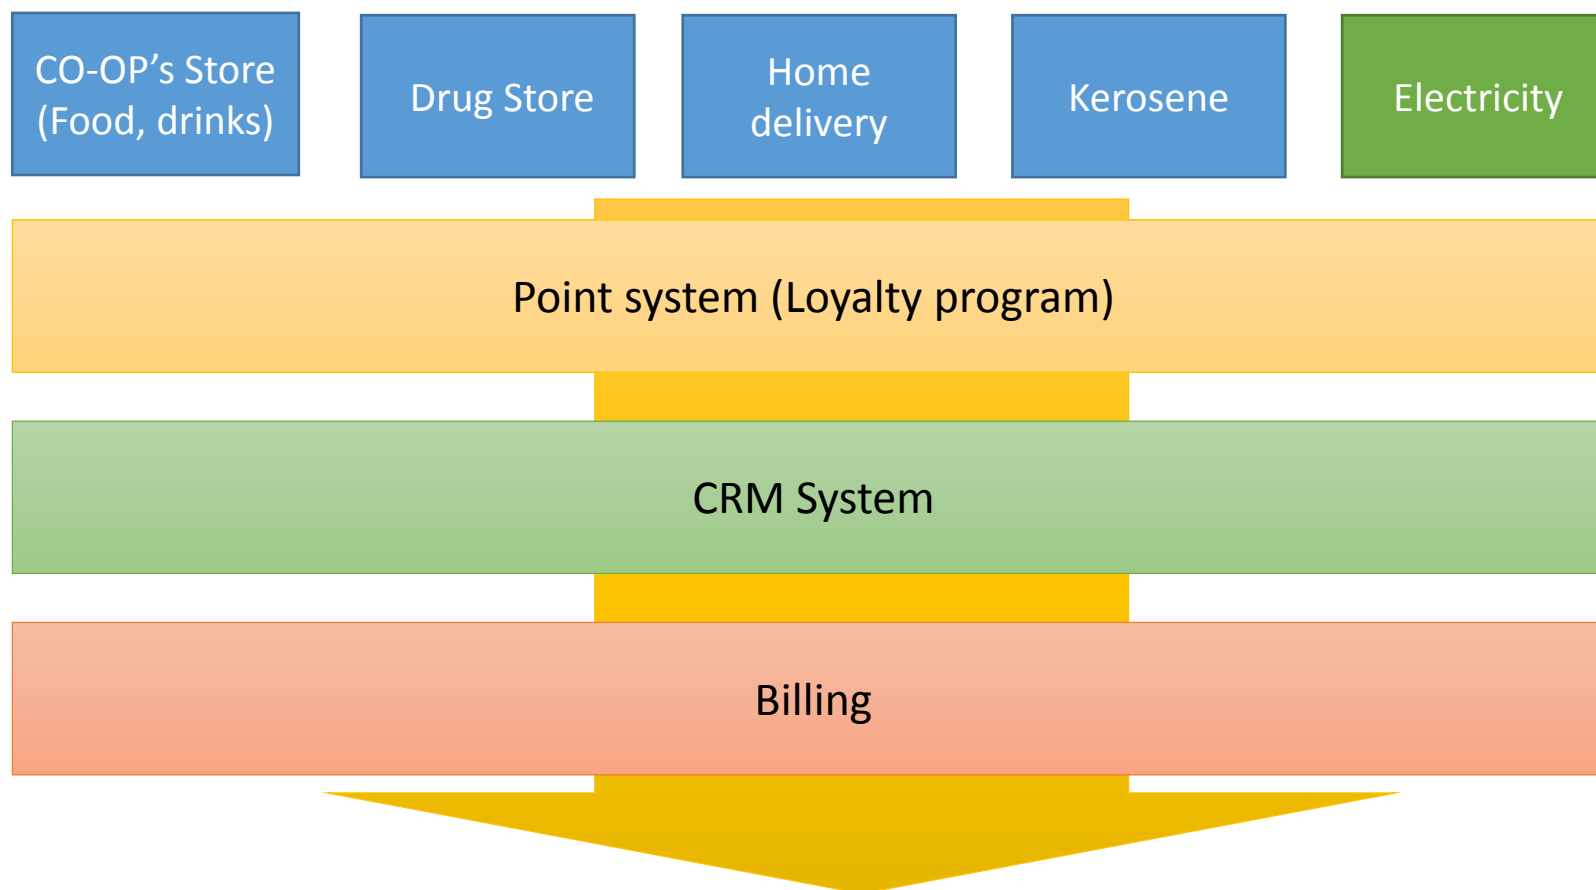 CO-OP’s Store
(Food, drinks)
Drug Store
Home
delivery
Kerosene
Electricity
Point system (Loyalty program)
CRM System
Billing